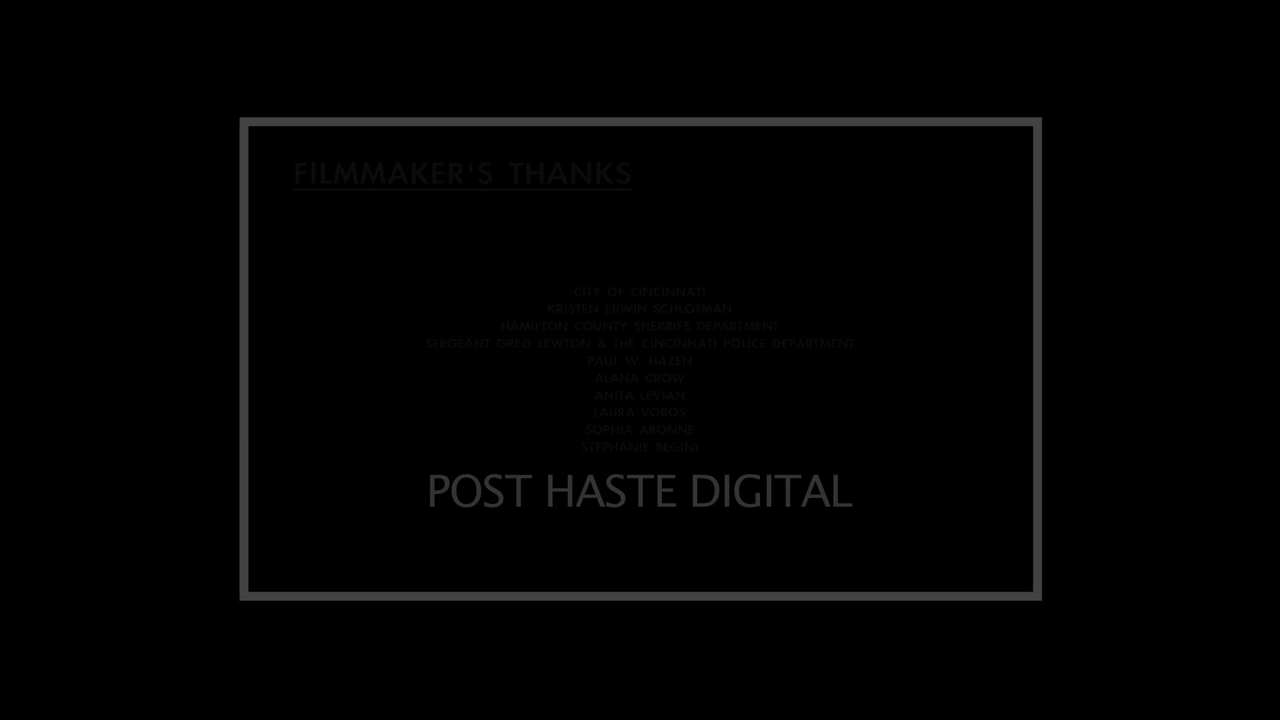 FILMMAKER'S THANKS
CITY OF CINCINNATI
KRISTEN ERWIN SCHLOTMAN
HAMILTON COUNTY SHERRIFS DEPARTMENT
SERGEANT GREG LEWTON & THE CINCINNATI POLICE DEPARTMENT
PAUL W. HAZEN
ALANA CROW
ANITA LEVIAN
LAURA VOROS
SOPHIA ARONNE
STEPHANIE BEGINI
POST HASTE DIGITAL